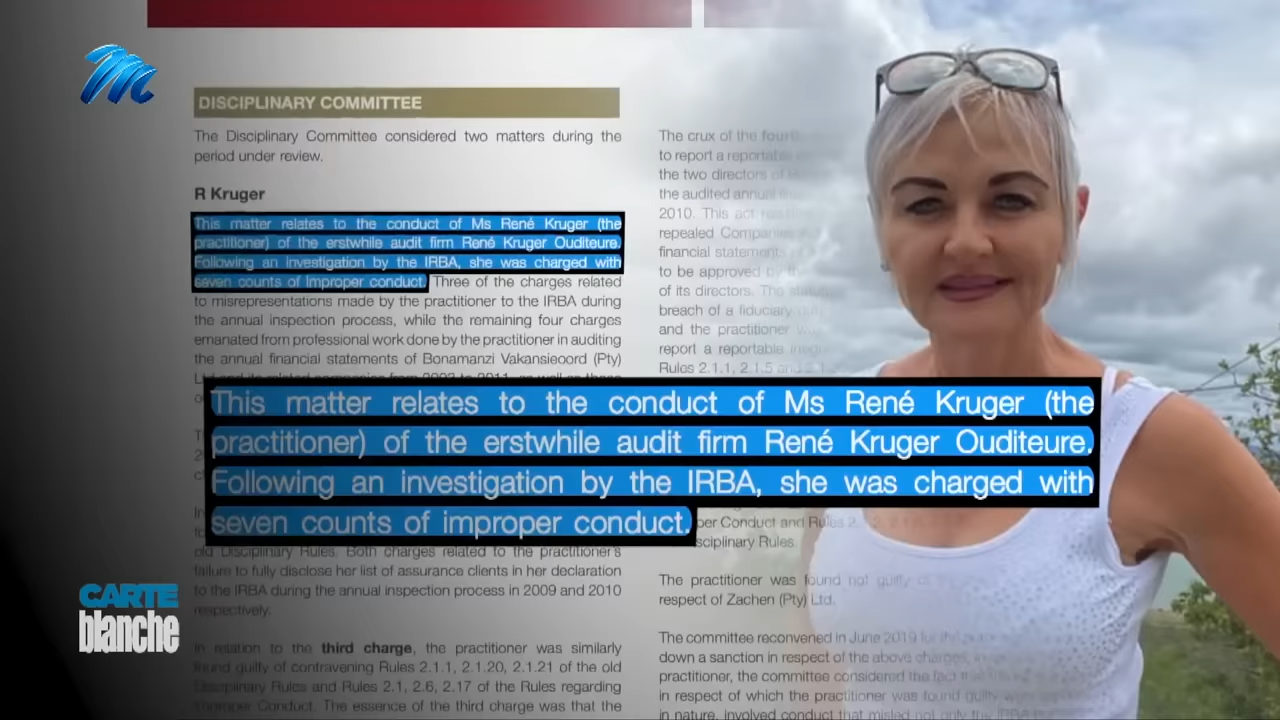 DISCIPLINARY COMMITTEE
The Disciplinary Committee considered two matters during the
period under review.
R Kruger
This matter relates to the conduct of Ms René Kruger (the
practitioner) of the erstwhile audit firm René Kruger Ouditeure.
Following an investigation by the IRBA, she was charged with
seven counts of Improper conduct. Three of the charges related
to misrepresentations made by the practitioner to the IRBA during
the annual inspection process, while the remaining four charges
emanated from professional work done by the practitioner in auditing
the annual financial statements of Bonamanzi Vakansieoord (Pty)
This matter relates to the conduct of Ms René Kruger (the
practitioner) of the erstwhile audit firm René Kruger Ouditeure.
Following an investigation by the IRBA, she was charged with
seven counts of improper conduct.
old Disciplinary Rules. Both charges related to the practitioner's
failure to fully disclose her list of assurance clients in her declaration
to the IRBA during the annual inspection process in 2009 and 2010
respectively.
In relation to the third charge, the practitioner was similarly
found guilty of contravening Rules 2.1.1, 2.1.20, 2.1.21 of the old
Disciplinary Rules and Rules 2.1, 2.6, 2.17 of the Rules regarding
Improper Conduct. The essence of the third charge was that the
The crux of the fourth
to report a reportable
the two directors of
the audited annual
2010. This act
repealed Companies
financial statements
to be approved by
of its directors. The
breach of a fiduciary
and the practitioner
report a reportable
Rules 2.1.1, 2.1.5 and
Conduct and Rules 2.
Rules.
The practitioner was found not guilty of
respect of Zachen (Pty) Ltd.
The committee reconvened in June 2019
down a sanction in respect of the above charges,
practitioner, the committee considered the fact that
in respect of which the practitioner was found guilty
in nature, involved conduct that misled not only the IRBA
CARTE
blanche